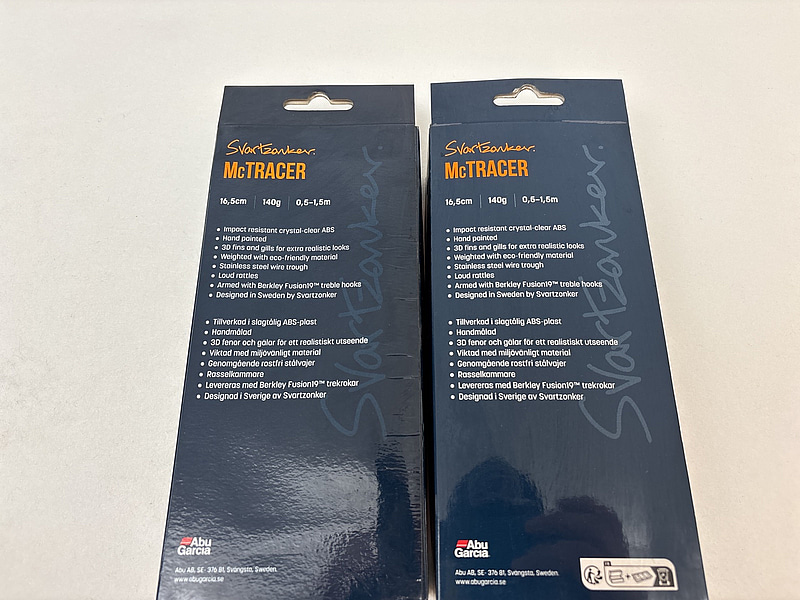 Svartzonker.
McTRACER
16,5cm 140g 0,5-1,5m
Impact resistant crystal-clear ABS
Hand painted
3D fins and gills for extra realistic looks
Weighted with eco-friendly material
Stainless steel wire trough
Loud rattles
Armed with Berkley Fusion19™ treble hooks
Designed in Sweden by Svartzonker
Tillverkad i slagtålig ABS-plast
Handmålad
3D fenor och gälar för ett realistiskt utseende
Viktad med miljövänligt material
Genomgående rostfri stålvajer
Rasselkammare
Levereras med Berkley Fusion19™ trekrokar
Designad i Sverige av Svartzonker
Svartzonker.
Abu
Garcia
Abu AB, SE- 376 81, Svängsta, Sweden.
www.abugarcia.se
Svartzonker.
McTRACER
16,5cm 140g 0,5-1,5m
Impact resistant crystal-clear ABS
Hand painted
3D fins and gills for extra realistic looks
Weighted with eco-friendly material
Stainless steel wire trough
Loud rattles
Armed with Berkley Fusion19™ treble hooks
Designed in Sweden by Svartzonker
Tillverkad i slagtålig ABS-plast
Handmålad
3D fenor och gälar för ett realistiskt utseende
Viktad med miljövänligt material
Genomgående rostfri stålvajer
Rasselkammare
Levereras med Berkley Fusion19™ trekrokar
Designad i Sverige av Svartzonker
Svartzonker.
Abu
Garcia
Abu AB, SE- 376 81, Svängsta, Sweden.
www.abugarcia.se